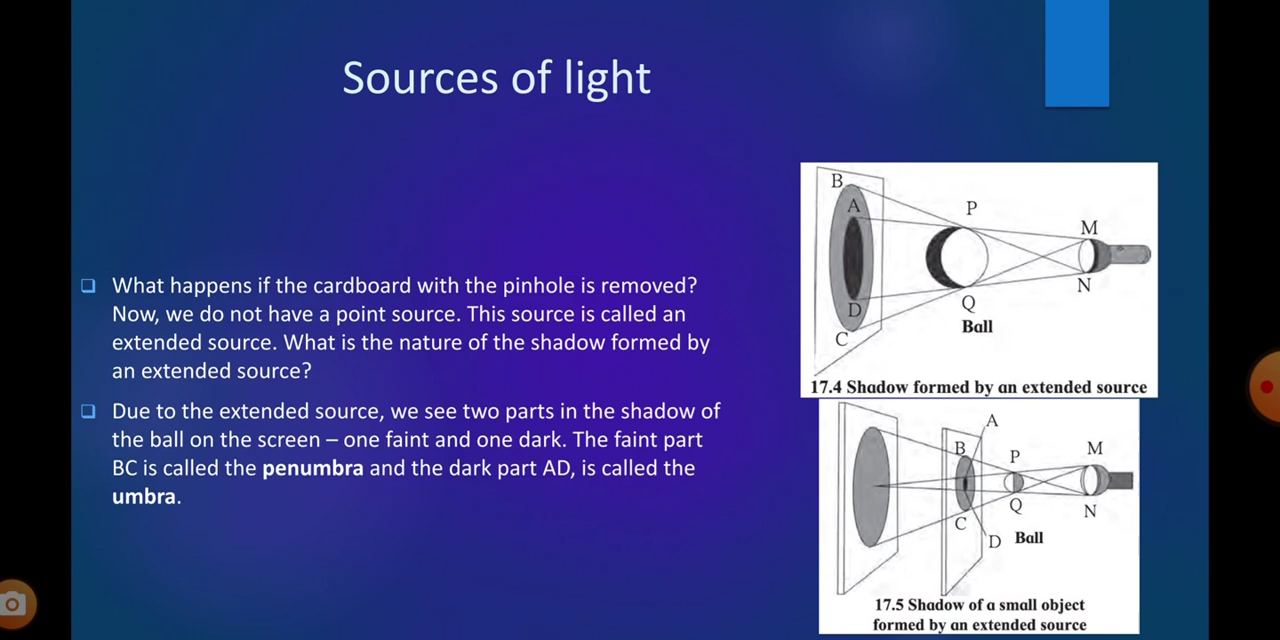 Sources of light
What happens if the cardboard with the pinhole is removed?
Now, we do not have a point source. This source is called an
extended source. What is the nature of the shadow formed by
an extended source?
Due to the extended source, we see two parts in the shadow of
the ball on the screen – one faint and one dark. The faint part
BC is called the penumbra and the dark part AD, is called the
umbra.
B
A
P
M
D
Q
N
C
Ball
17.4 Shadow formed by an extended source
A
B
P
M
C
Q
N
D
Ball
17.5 Shadow of a small object
formed by an extended source